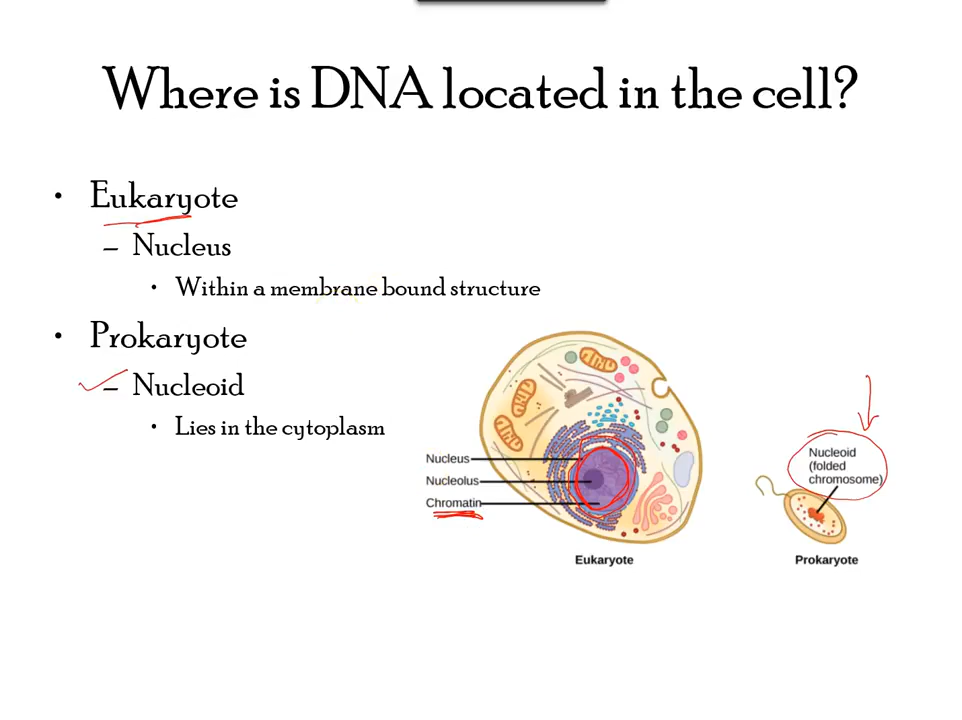 Where is DNA located in the cell?
• Eukaryote
– Nucleus
• Within a membrane bound structure
• Prokaryote
– Nucleoid
• Lies in the cytoplasm
Nucleus
Nucleolus
Chromatin
Eukaryote
Nucleoid
(folded
chromosome)
Prokaryote